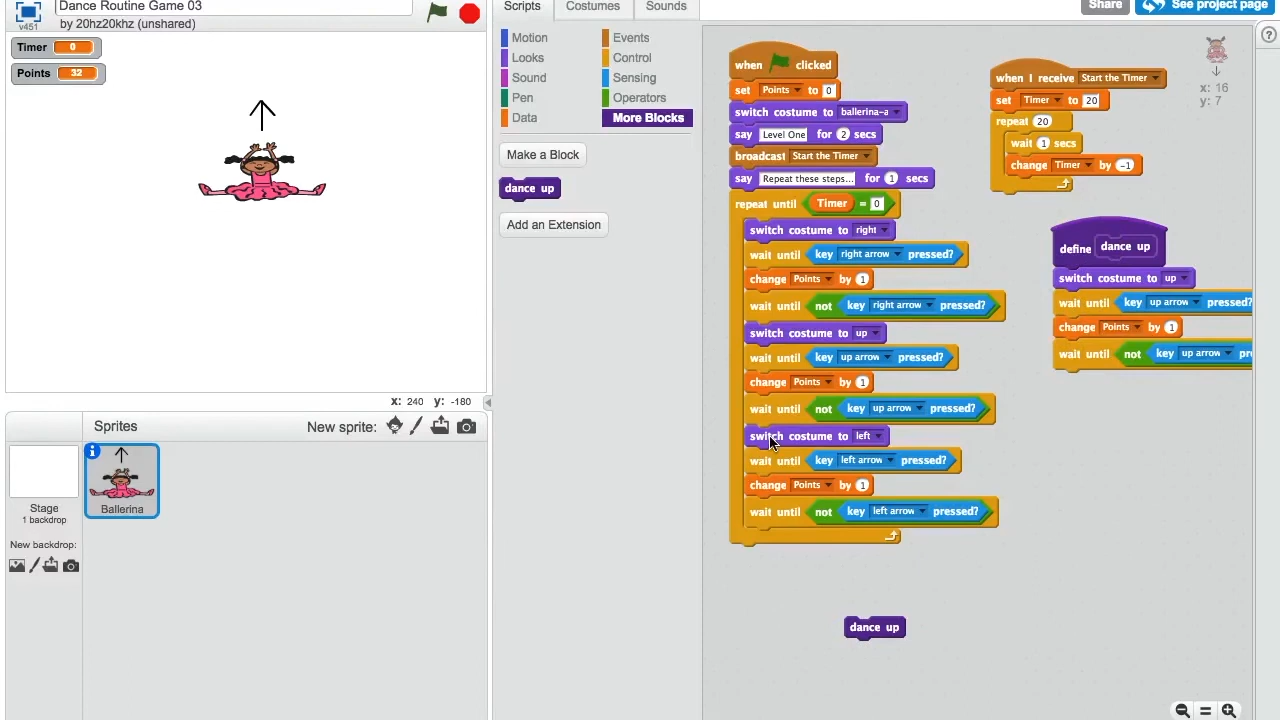 Dance Routine Game 03
by 20hz20khz (unshared)
v451
Timer 0
Points 32
x: 240 y: -180
Sprites
New sprite:
Stage
1 backdrop
New backdrop:
Ballerina
Scripts
Costumes
Sounds
Share
See project page
Motion
Events
Looks
Control
Sound
Sensing
Pen
Operators
Data
More Blocks
Make a Block
dance up
Add an Extension
when clicked
set Points to 0
switch costume to ballerina-a
say Level One for 2 secs
broadcast Start the Timer
say Repeat these steps... for 1 secs
repeat until Timer = 0
switch costume to right
wait until key right arrow pressed?
change Points by 1
wait until not key right arrow pressed?
switch costume to up
wait until key up arrow pressed?
change Points by 1
wait until not key up arrow pressed?
switch costume to left
wait until key left arrow pressed?
change Points by 1
wait until not key left arrow pressed?
dance up
when I receive Start the Timer
set Timer to 20
repeat 20
wait 1 secs
change Timer by -1
define dance up
switch costume to up
wait until key up arrow pressed?
change Points by 1
wait until not key up arrow pr
x: 16
y: 7
?